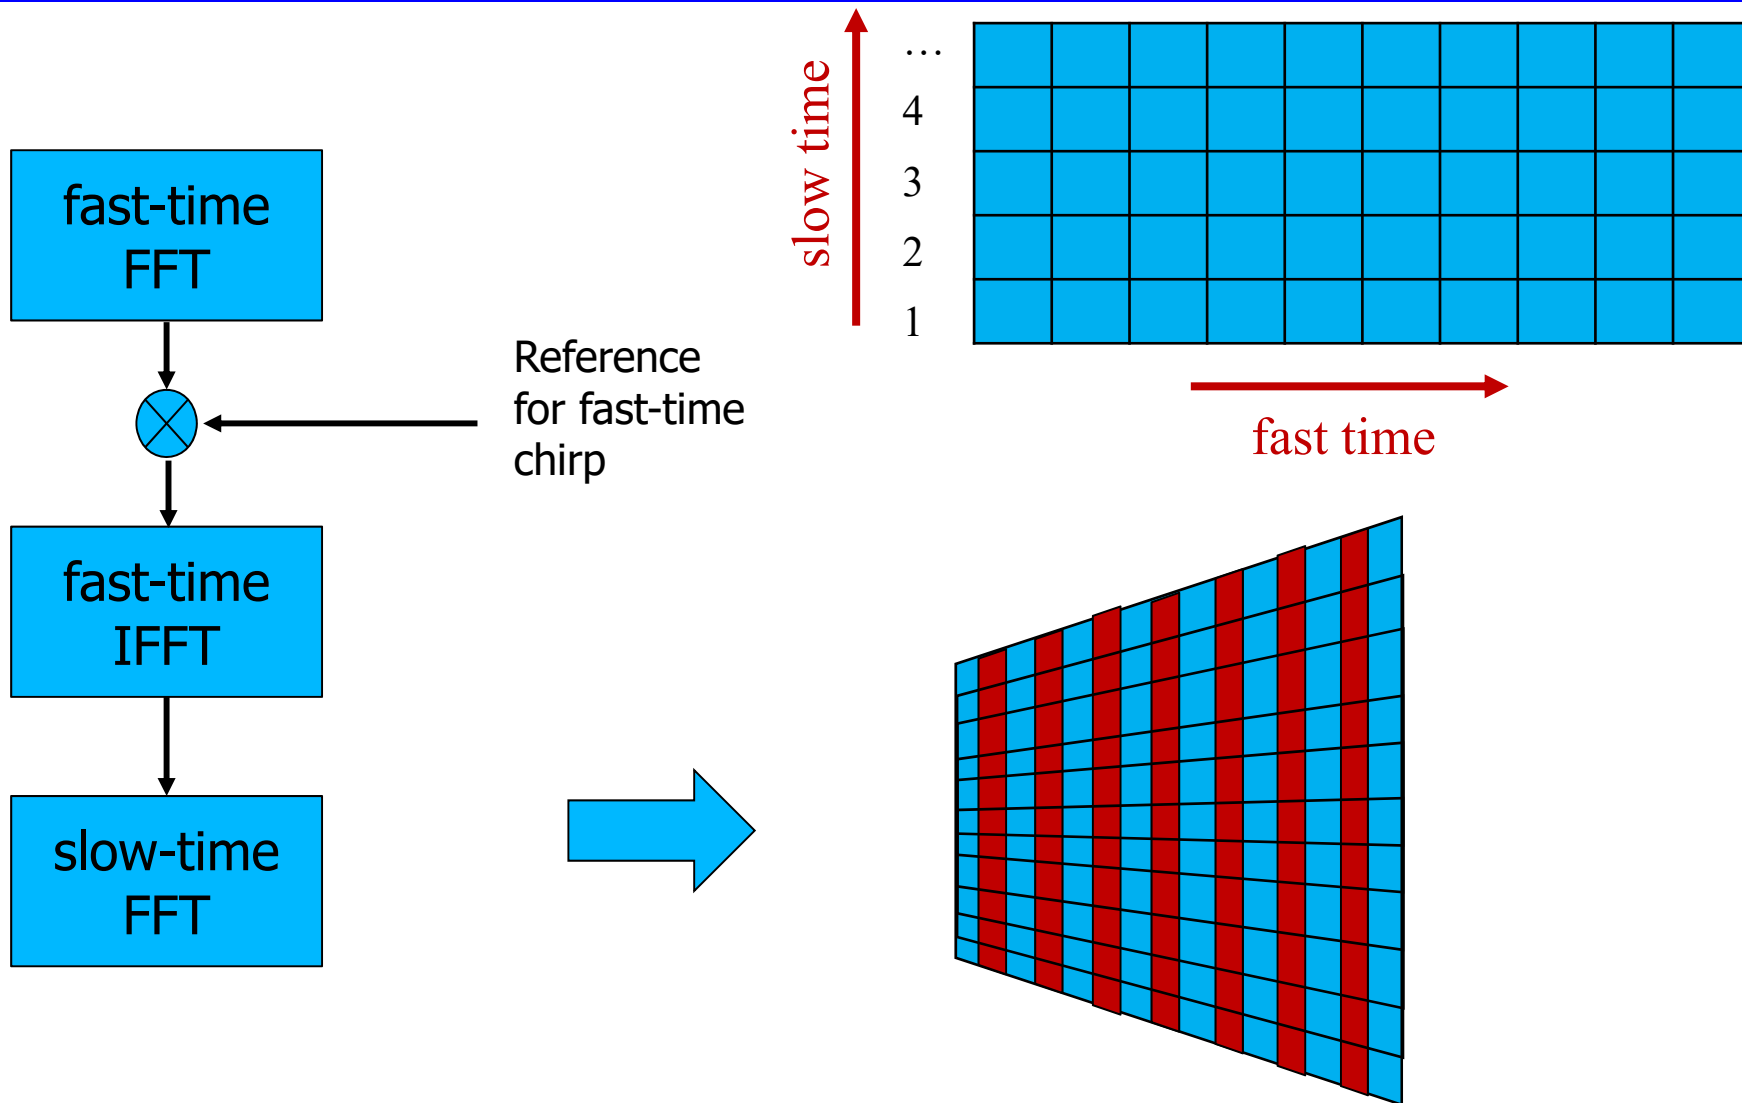 fast-time
FFT
Reference
for fast-time
chirp
fast-time
IFFT
slow-time
FFT
slow time
…
4
3
2
1
fast time